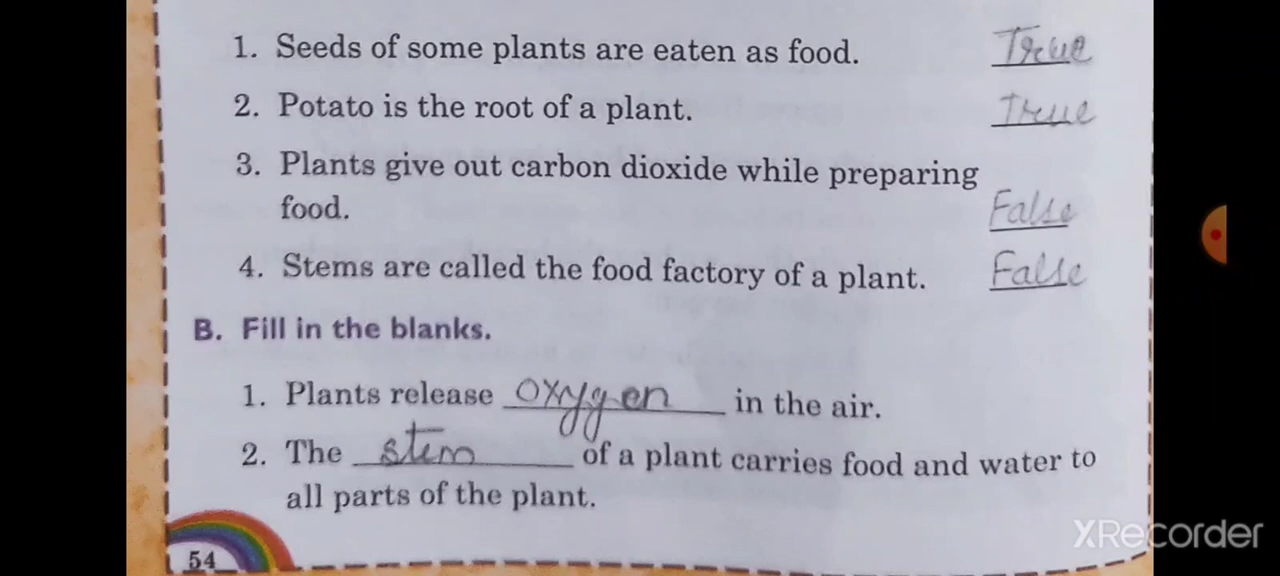 1. Seeds of some plants are eaten as food. True
2. Potato is the root of a plant. True
3. Plants give out carbon dioxide while preparing
food. False
4. Stems are called the food factory of a plant. False
B. Fill in the blanks.
1. Plants release oxygen in the air.
2. The stem of a plant carries food and water to
all parts of the plant.
54
XRecorder